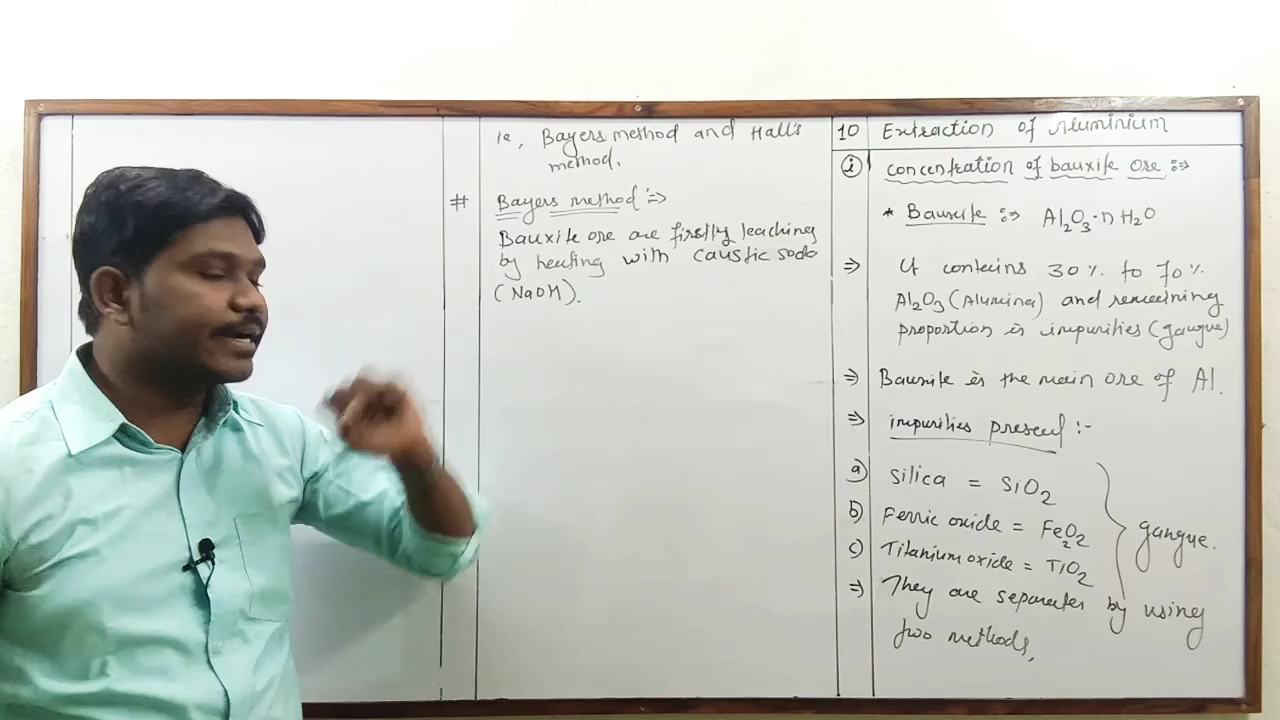 10 Extraction of Aluminium
i concentration of bauxite ore :⇒
* Bauxite :⇒ Al2O3·nH2O
⇒ It contains 30% to 70%
Al2O3 (Alumina) and remaining
proportion is impurities (gangue)
⇒ Bauxite is the main ore of Al.
⇒ impurities present :-
a) Silica = SiO2
b) Ferric oxide = Fe2O2
c) Titanium oxide = TiO2
gangue.
⇒ They are separates by using
two methods,
ie, Bayers method and Hall's
method.
# Bayers method :⇒
Bauxite ore are firstly leaching
by heating with caustic soda
(NaOH).